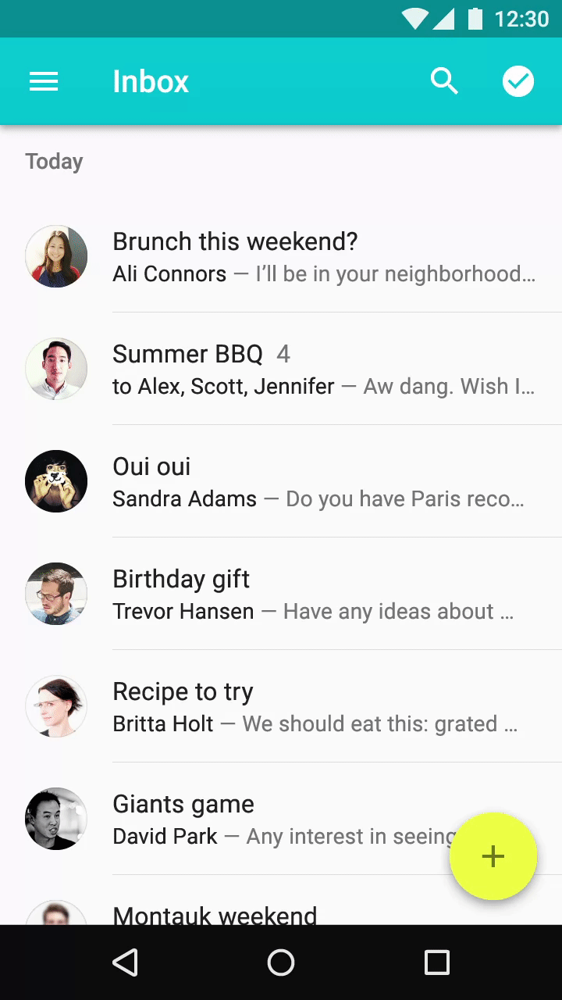 12:30
Inbox
Today
Brunch this weekend?
Ali Connors — I’ll be in your neighborhood…
Summer BBQ 4
to Alex, Scott, Jennifer — Aw dang. Wish I…
Oui oui
Sandra Adams — Do you have Paris reco…
Birthday gift
Trevor Hansen — Have any ideas about …
Recipe to try
Britta Holt — We should eat this: grated …
Giants game
David Park — Any interest in seeing
Montauk weekend